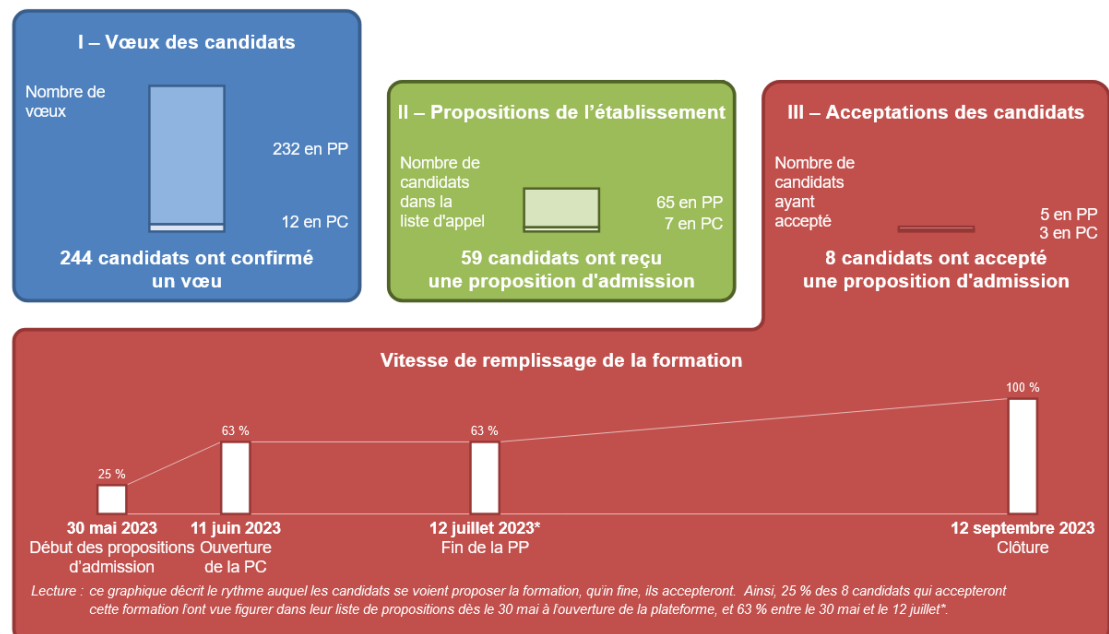 I – Vœux des candidats
Nombre de
vœux
232 en PP
12 en PC
244 candidats ont confirmé
un vœu
II – Propositions de l'établissement
Nombre de
candidats
dans la
liste d'appel
65 en PP
7 en PC
59 candidats ont reçu
une proposition d'admission
III – Acceptations des candidats
Nombre de
candidats
ayant
accepté
5 en PP
3 en PC
8 candidats ont accepté
une proposition d'admission
Vitesse de remplissage de la formation
25 %
63 %
63 %
100 %
30 mai 2023
Début des propositions
d'admission
11 juin 2023
Ouverture
de la PC
12 juillet 2023*
Fin de la PP
12 septembre 2023
Clôture
Lecture : ce graphique décrit le rythme auquel les candidats se voient proposer la formation, qu'in fine, ils accepteront. Ainsi, 25 % des 8 candidats qui accepteront
cette formation l'ont vue figurer dans leur liste de propositions dès le 30 mai à l'ouverture de la plateforme, et 63 % entre le 30 mai et le 12 juillet*.